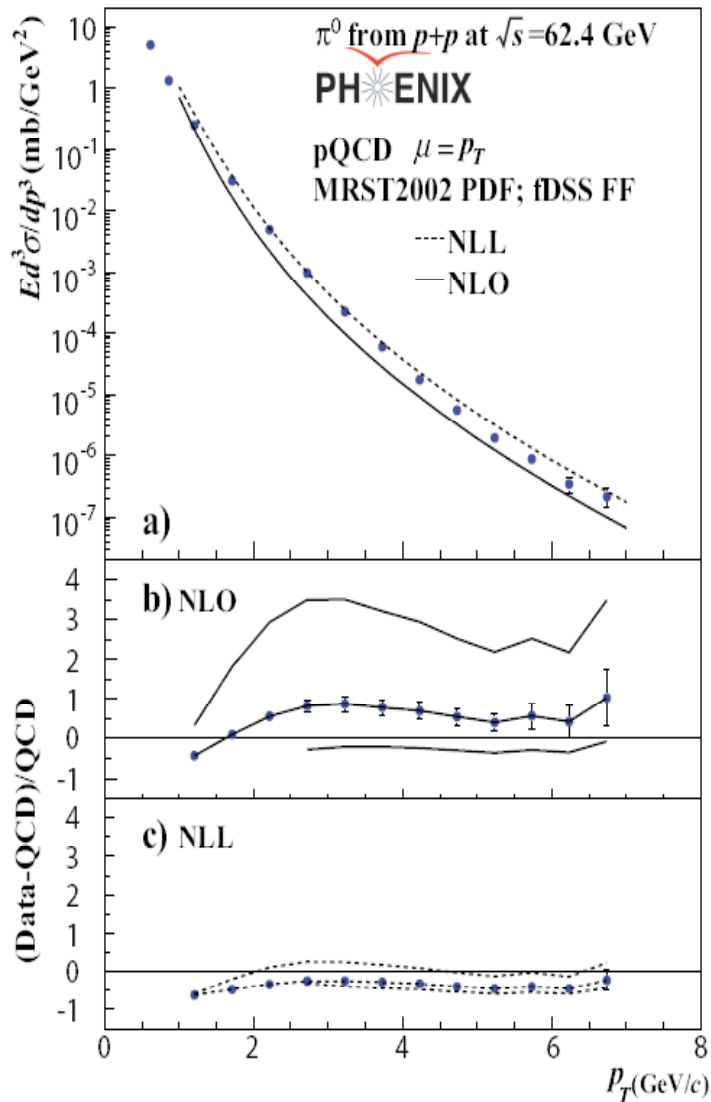 π⁰ from p+p at √s=62.4 GeV
PHENIX
pQCD μ=p_T
MRST2002 PDF; fDSS FF
NLL
NLO
Ed³σ/dp³ (mb/GeV²)
10
1
10⁻¹
10⁻²
10⁻³
10⁻⁴
10⁻⁵
10⁻⁶
10⁻⁷
a)
b) NLO
4
3
2
1
0
-1
c) NLL
4
3
2
1
0
-1
(Data-QCD)/QCD
0 2 4 6 8
p_T(GeV/c)